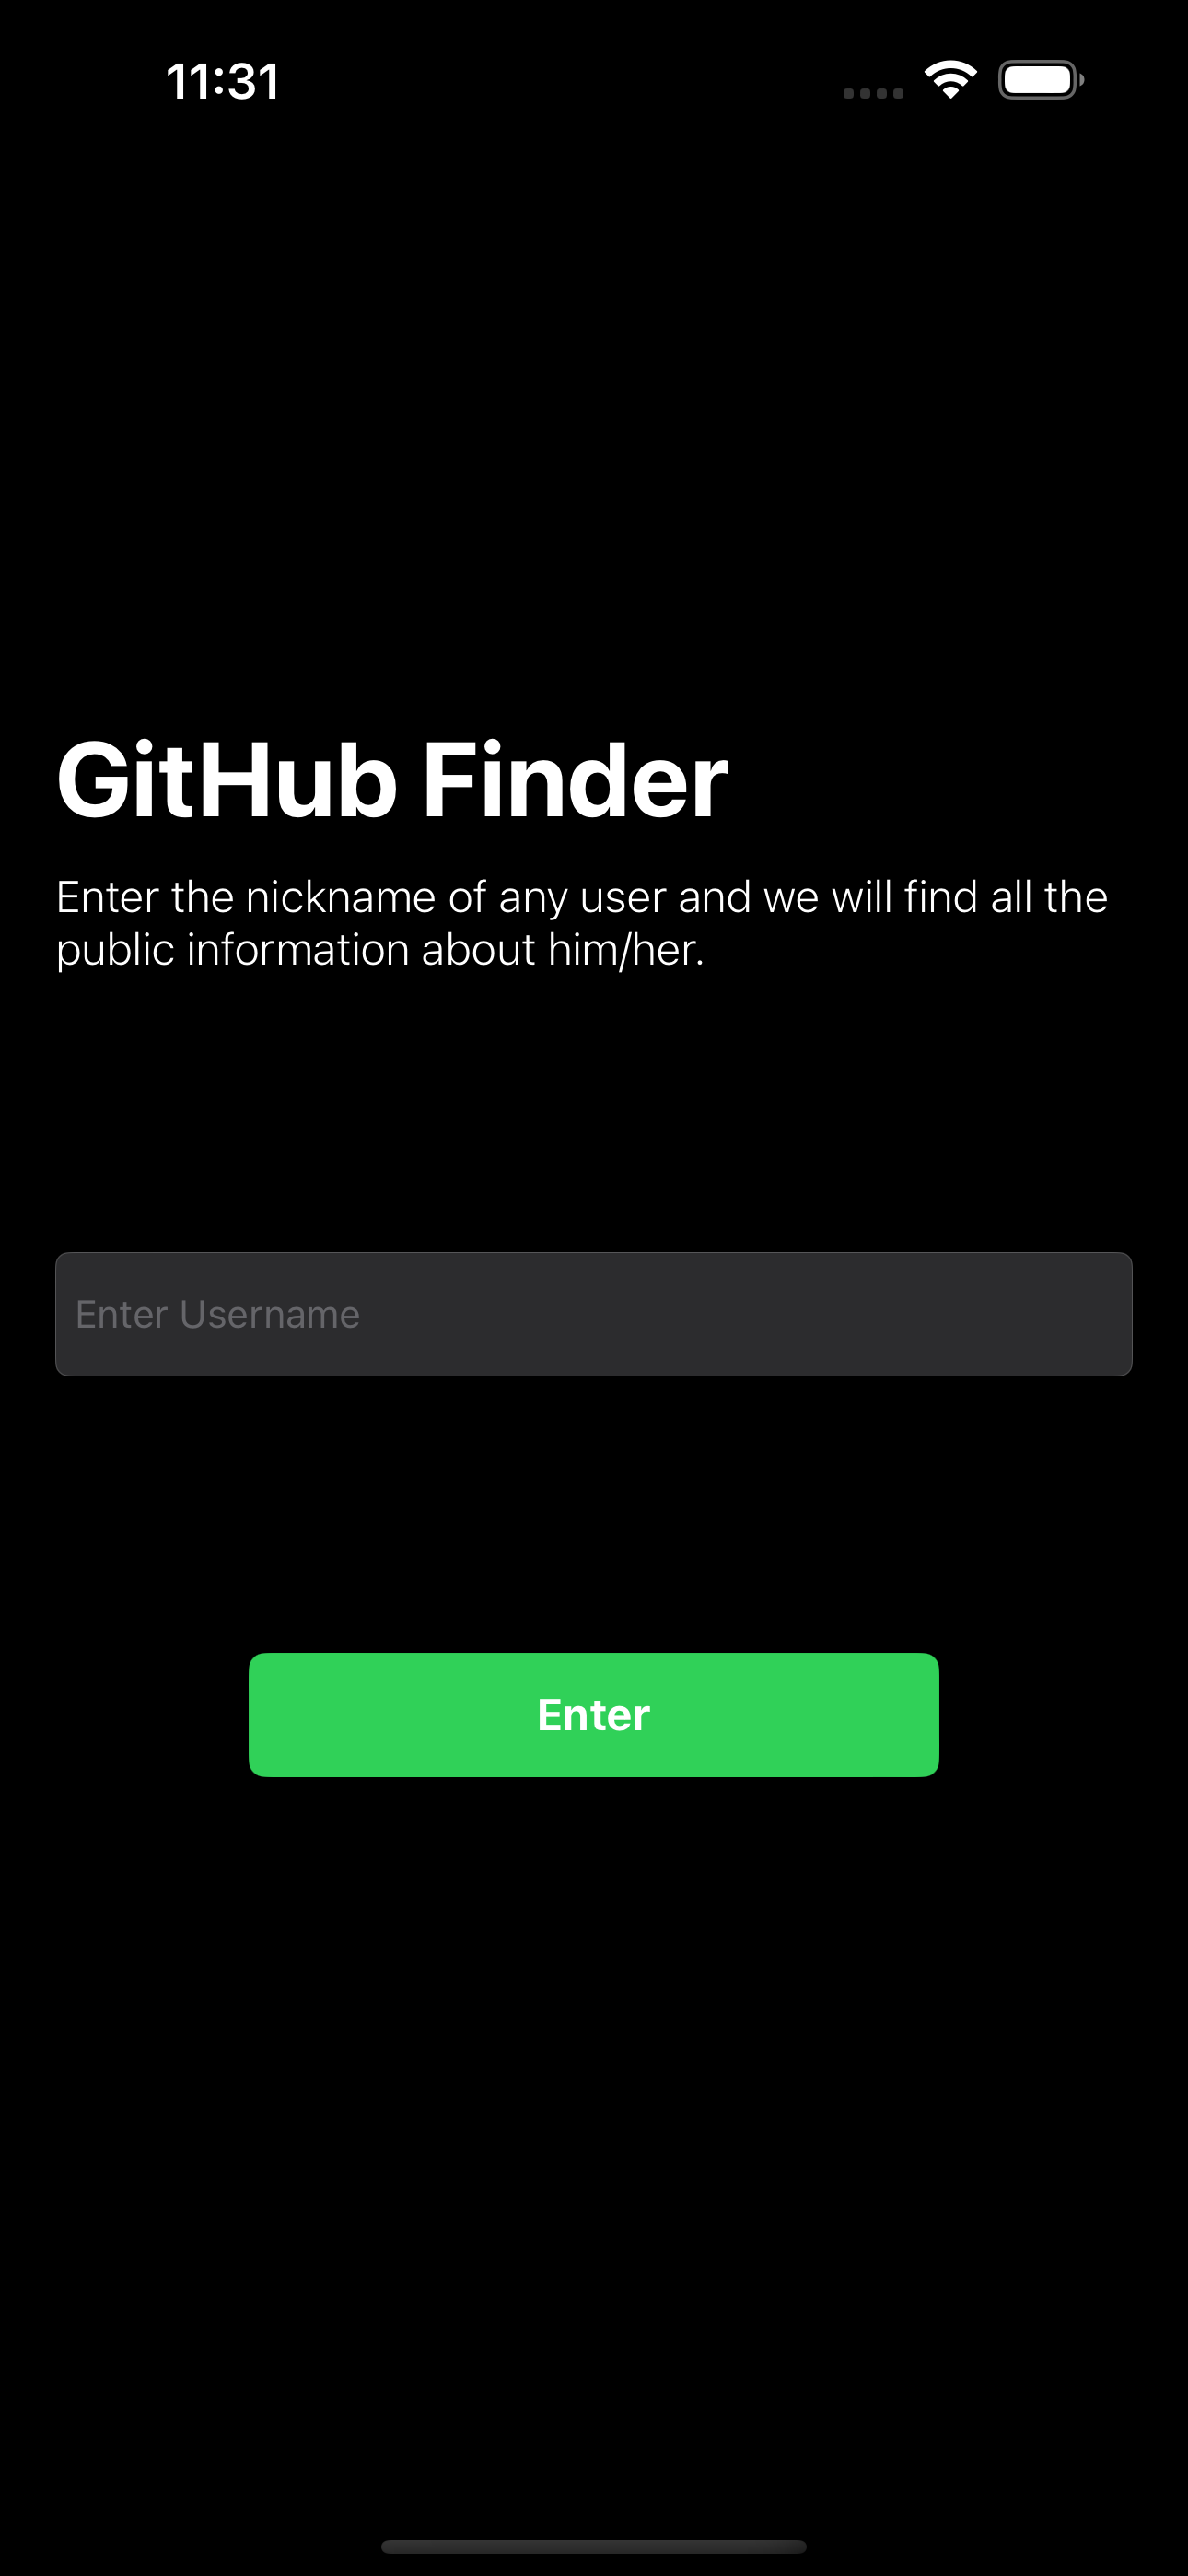 11:31
GitHub Finder
Enter the nickname of any user and we will find all the
public information about him/her.
Enter Username
Enter